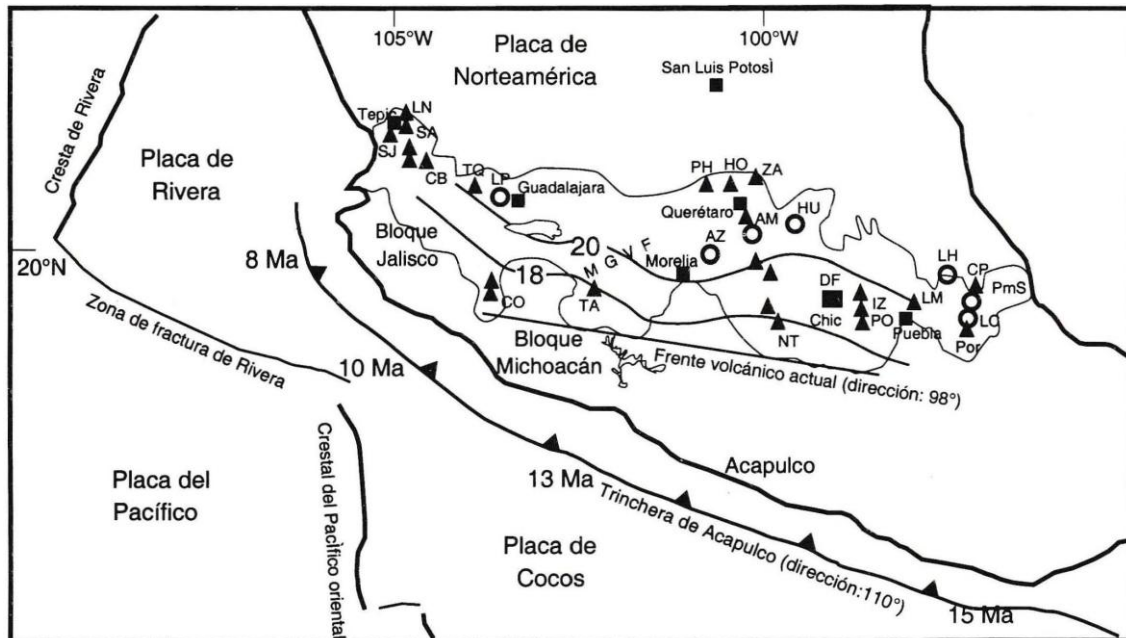 105°W
100°W
Placa de
Norteamérica
San Luis Potosì
Cresta de Rivera
Placa de
Rivera
Tepic
LN
SA
SJ
CB
TQ
LP
Guadalajara
PH
HO
ZA
Querétaro
AM
HU
AZ
20°N
Bloque
Jalisco
20
18
M G V F
Morelia
LH
CP
PmS
DF
LM
IZ
PO
Chic
Puebla
LC
Por
8 Ma
CO
TA
NT
Zona de fractura de Rivera
Bloque
Michoacán
Frente volcánico actual (dirección: 98°)
10 Ma
Placa del
Pacífico
Crestal del Pacìfico oriental
13 Ma
Acapulco
Trinchera de Acapulco (dirección:110°)
Placa de
Cocos
15 Ma